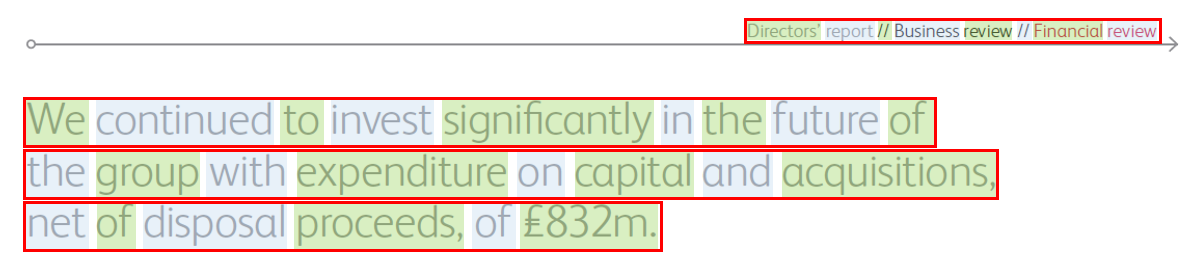 Directors' report // Business review // Financial review
We continued to invest significantly in the future of
the group with expenditure on capital and acquisitions,
net of disposal proceeds, of £832m.